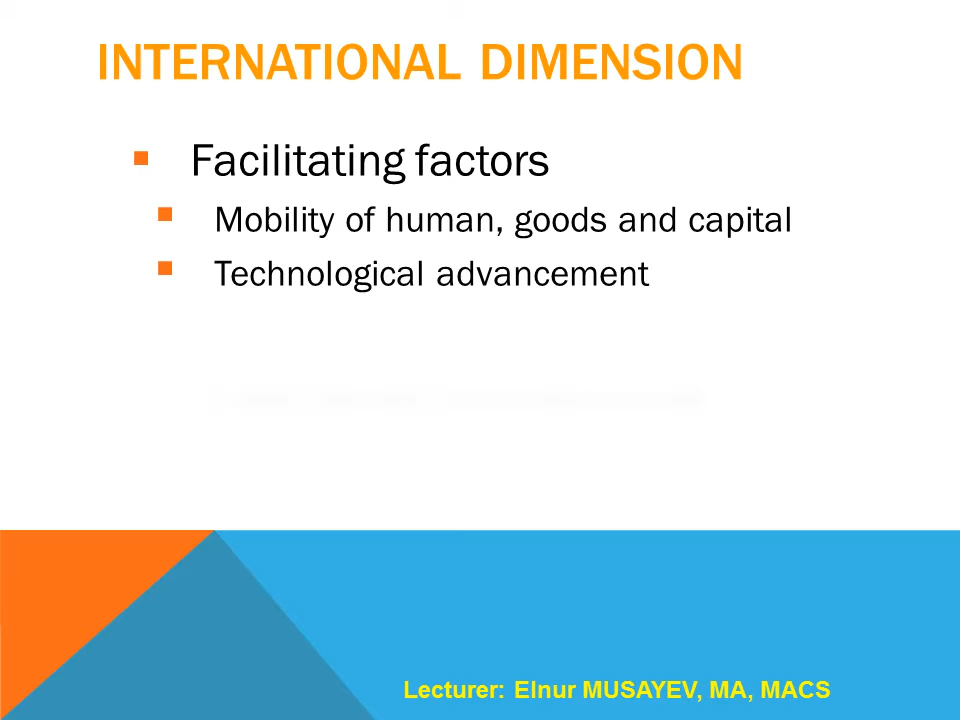 INTERNATIONAL DIMENSION
Facilitating factors
Mobility of human, goods and capital
Technological advancement
Lecturer: Elnur MUSAYEV, MA, MACS